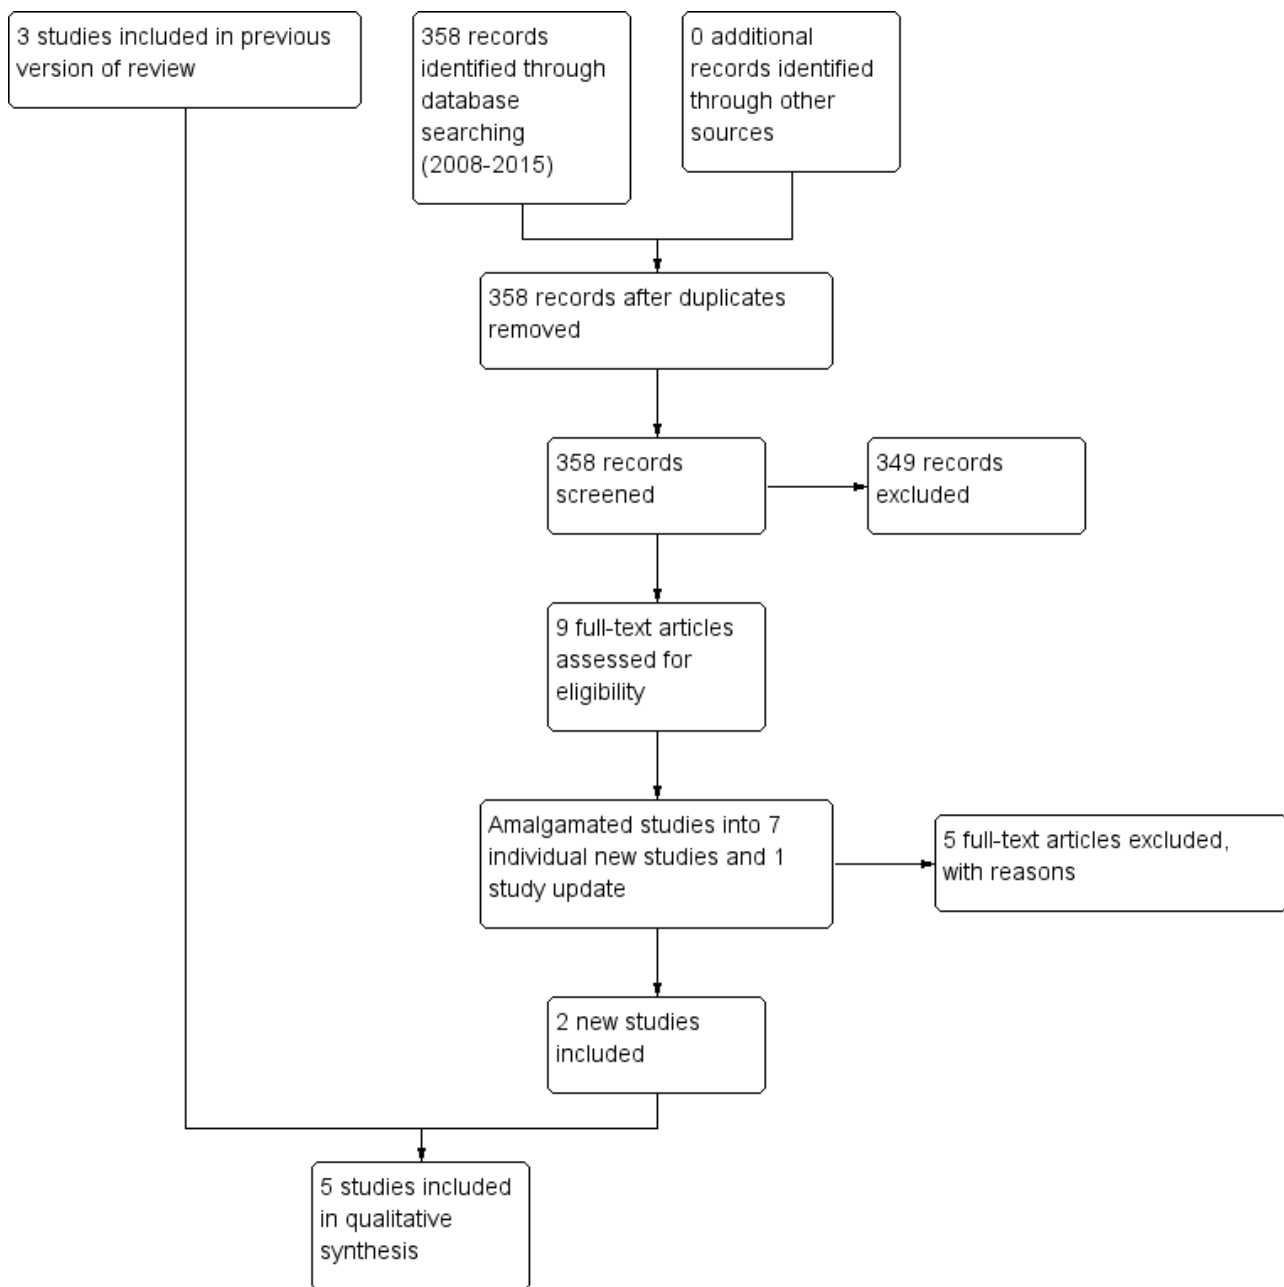 3 studies included in previous
version of review
358 records
identified through
database
searching
(2008-2015)
0 additional
records identified
through other
sources
358 records after duplicates
removed
358 records
screened
349 records
excluded
9 full-text articles
assessed for
eligibility
Amalgamated studies into 7
individual new studies and 1
study update
5 full-text articles excluded,
with reasons
2 new studies
included
5 studies included
in qualitative
synthesis